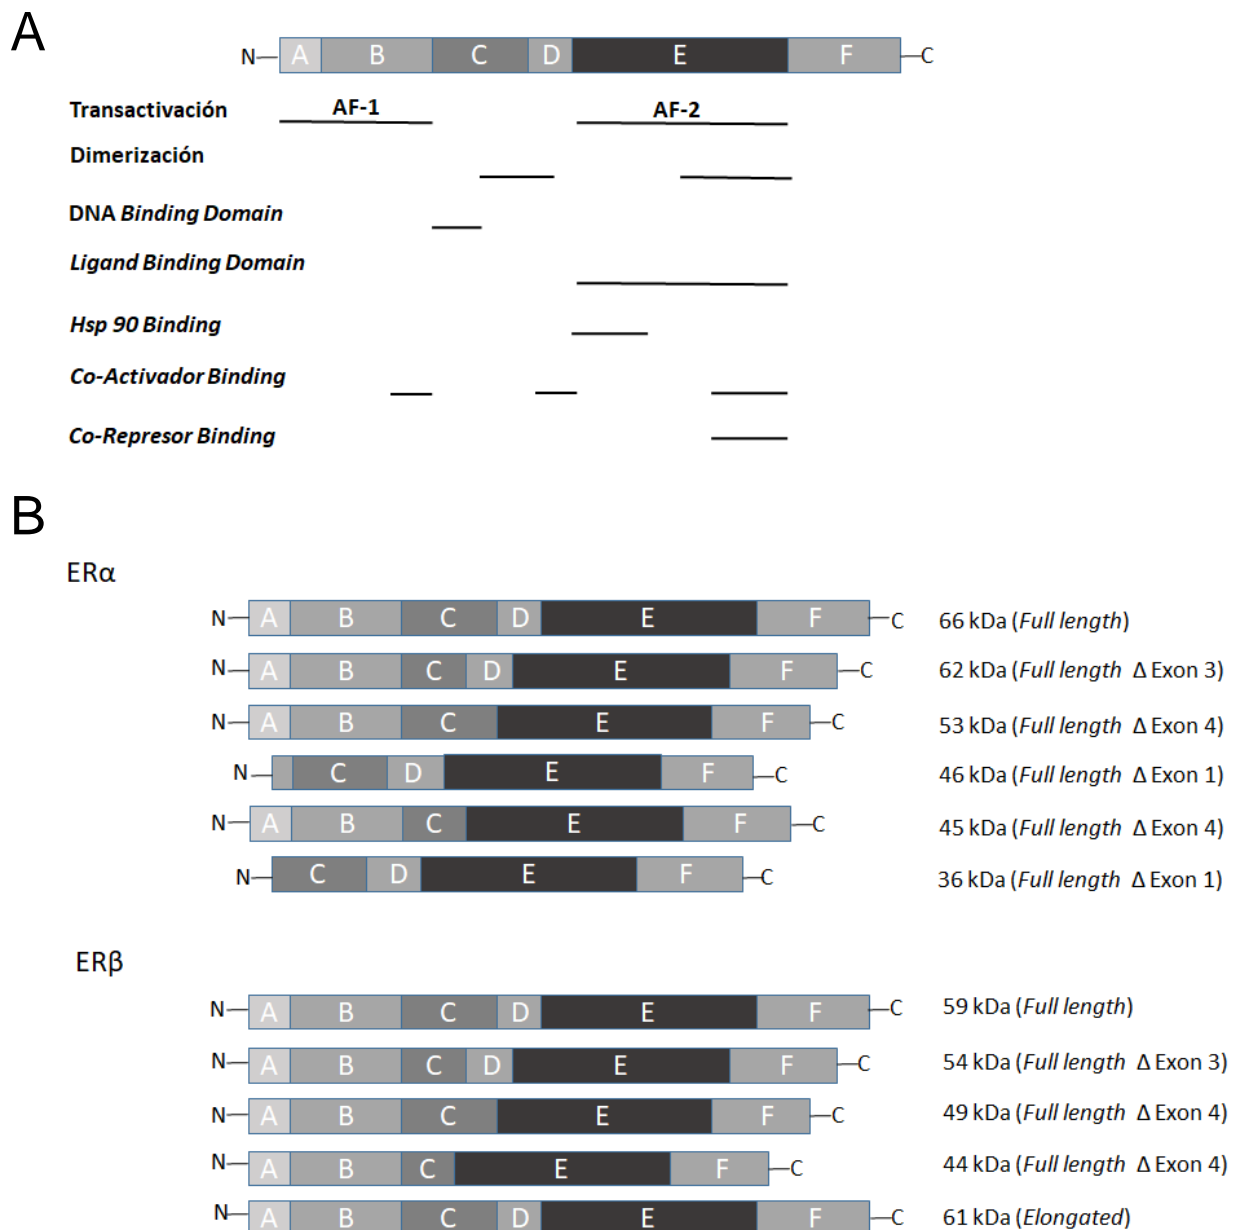 A
N A B C D E F C
Transactivación AF-1 AF-2
Dimerización
DNA Binding Domain
Ligand Binding Domain
Hsp 90 Binding
Co-Activador Binding
Co-Represor Binding
B
ERα
N A B C D E F C 66 kDa (Full length)
N A B C D E F C 62 kDa (Full length Δ Exon 3)
N A B C E F C 53 kDa (Full length Δ Exon 4)
N C D E F C 46 kDa (Full length Δ Exon 1)
N A B C E F C 45 kDa (Full length Δ Exon 4)
N C D E F C 36 kDa (Full length Δ Exon 1)
ERβ
N A B C D E F C 59 kDa (Full length)
N A B C D E F C 54 kDa (Full length Δ Exon 3)
N A B C E F C 49 kDa (Full length Δ Exon 4)
N A B C E F C 44 kDa (Full length Δ Exon 4)
N A B C D E F C 61 kDa (Elongated)